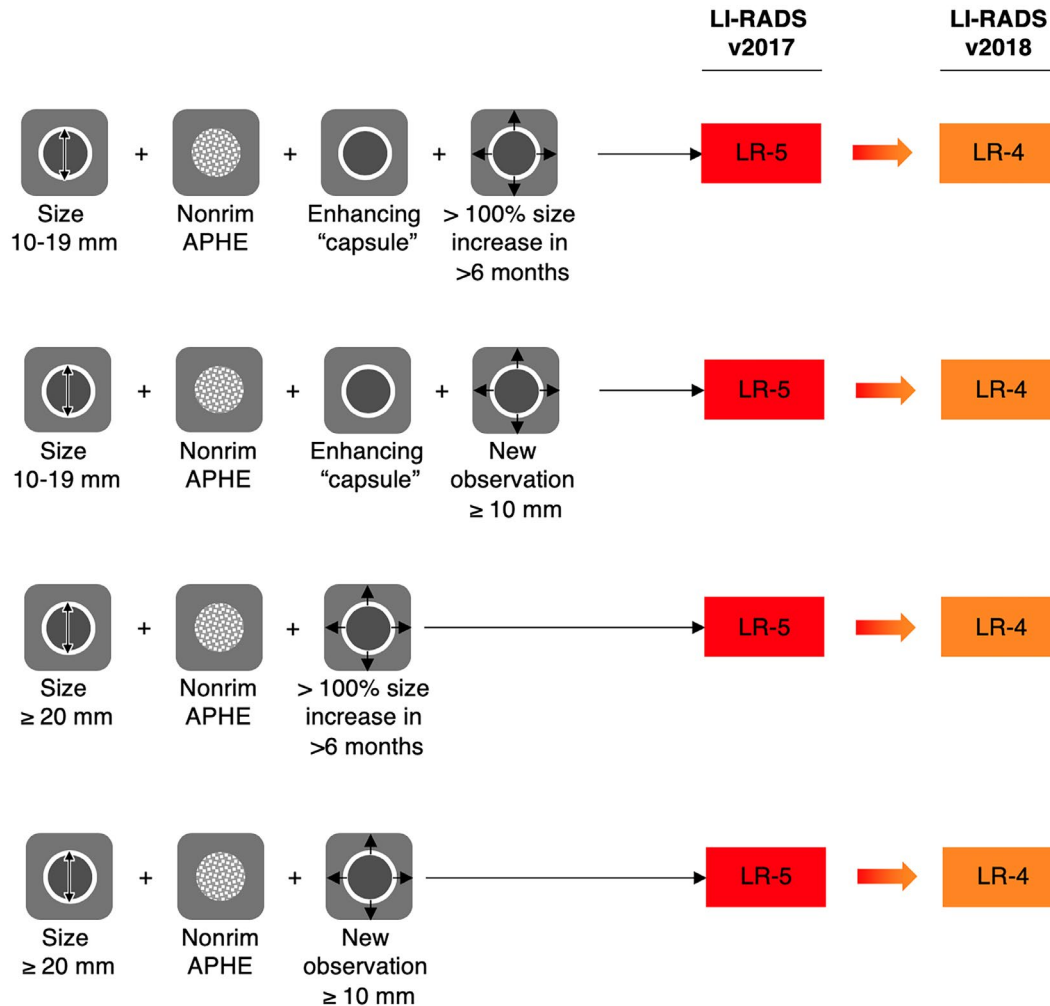 LI-RADS
v2017
LI-RADS
v2018
+
+
+
LR-5
LR-4
Size
10-19 mm
Nonrim
APHE
Enhancing
“capsule”
> 100% size
increase in
>6 months
+
+
+
LR-5
LR-4
Size
10-19 mm
Nonrim
APHE
Enhancing
“capsule”
New
observation
≥ 10 mm
+
+
LR-5
LR-4
Size
≥ 20 mm
Nonrim
APHE
> 100% size
increase in
>6 months
+
+
LR-5
LR-4
Size
≥ 20 mm
Nonrim
APHE
New
observation
≥ 10 mm